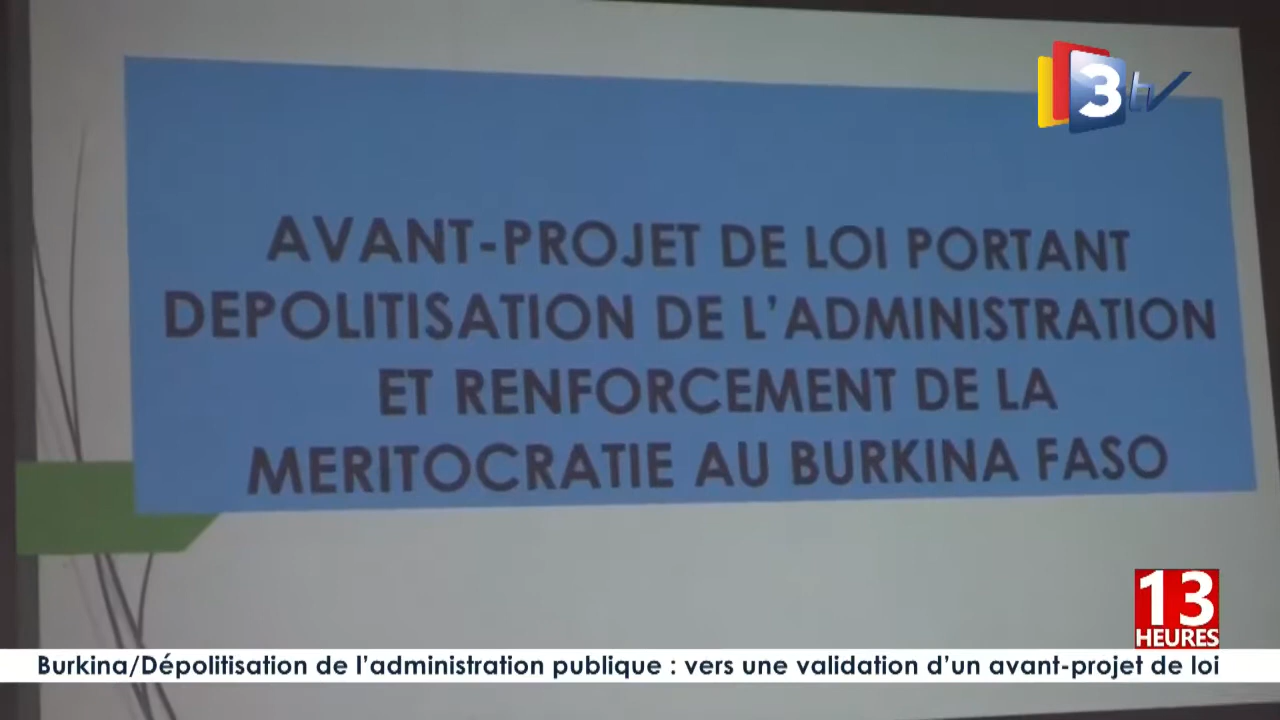 3tv
AVANT-PROJET DE LOI PORTANT
DEPOLITISATION DE L'ADMINISTRATION
ET RENFORCEMENT DE LA
MERITOCRATIE AU BURKINA FASO
13
HEURES
Burkina/Dépolitisation de l'administration publique : vers une validation d'un avant-projet de loi